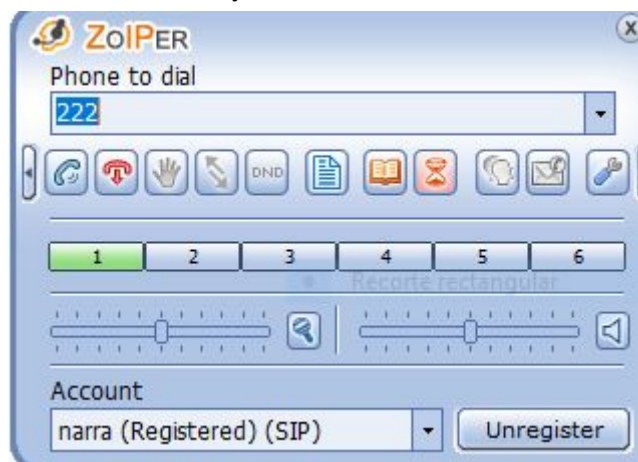 ZoIPER
Phone to dial
222
DND
1 2 3 4 5 6
Recorte rectangular
Account
narra (Registered) (SIP) Unregister